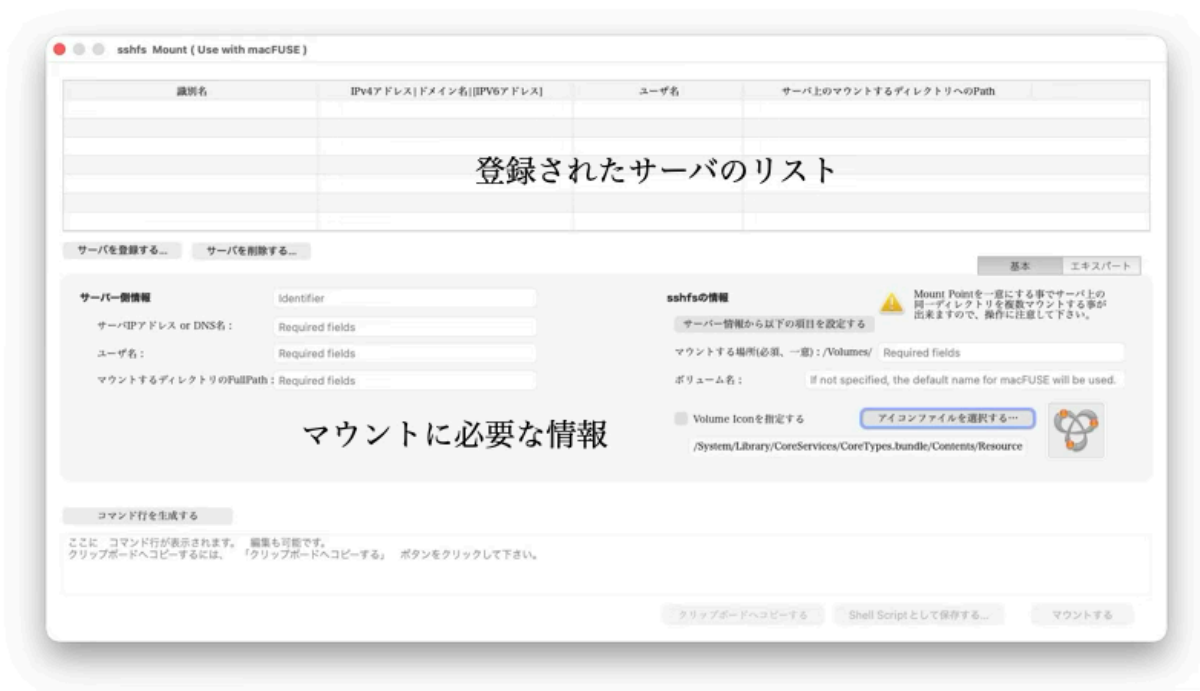 sshfs Mount ( Use with macFUSE )
識別名 IPv4アドレス|ドメイン名|[IPV6アドレス] ユーザ名 サーバ上のマウントするディレクトリへのPath
登録されたサーバのリスト
サーバを登録する... サーバを削除する...
基本 エキスパート
サーバー側情報 Identifier
サーバIPアドレス or DNS名： Required fields
ユーザ名： Required fields
マウントするディレクトリのFullPath： Required fields
マウントに必要な情報
sshfsの情報
Mount Pointを一意にする事でサーバ上の
同一ディレクトリを複数マウントする事が
出来ますので、操作に注意して下さい。
サーバー情報から以下の項目を設定する
マウントする場所(必須、一意)：/Volumes/ Required fields
ボリューム名： If not specified, the default name for macFUSE will be used.
Volume Iconを指定する アイコンファイルを選択する…
/System/Library/CoreServices/CoreTypes.bundle/Contents/Resource
コマンド行を生成する
ここに コマンド行が表示されます。 編集も可能です。
クリップボードへコピーするには、 「クリップボードへコピーする」 ボタンをクリックして下さい。
クリップボードへコピーする Shell Scriptとして保存する... マウントする